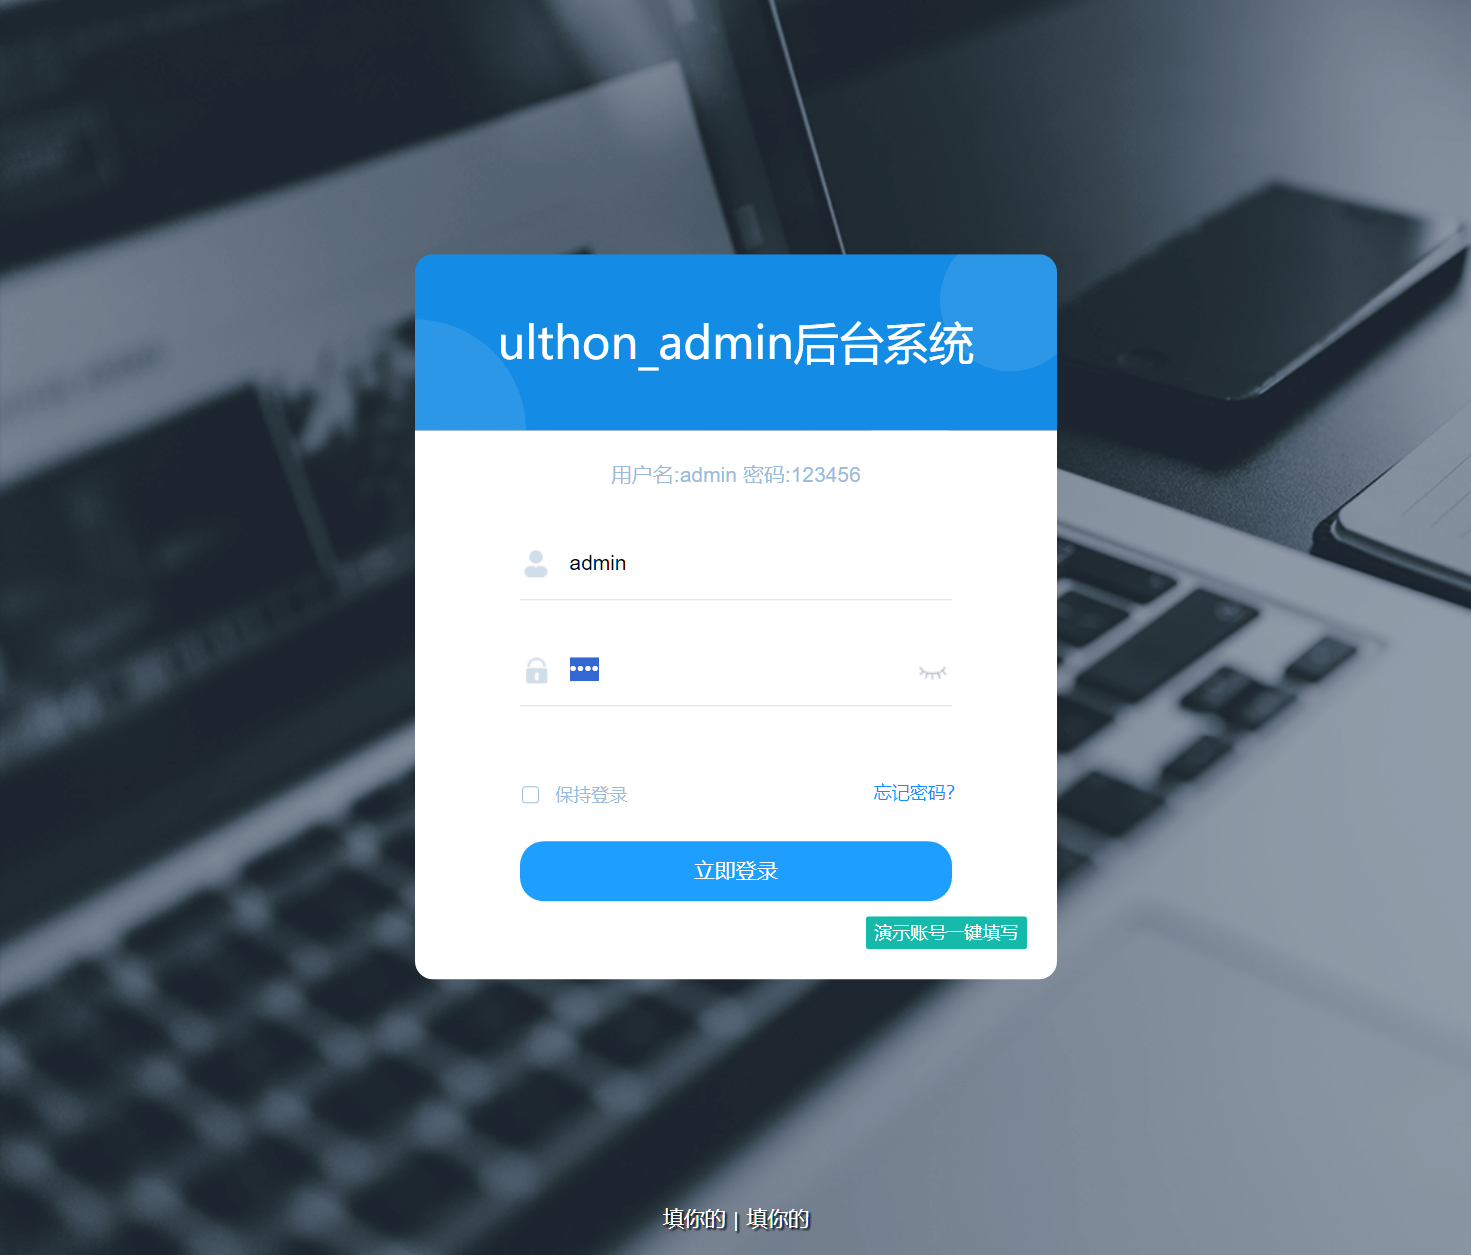 ulthon_admin后台系统
用户名:admin 密码:123456
admin
••••
保持登录
忘记密码?
立即登录
演示账号一键填写
填你的 | 填你的